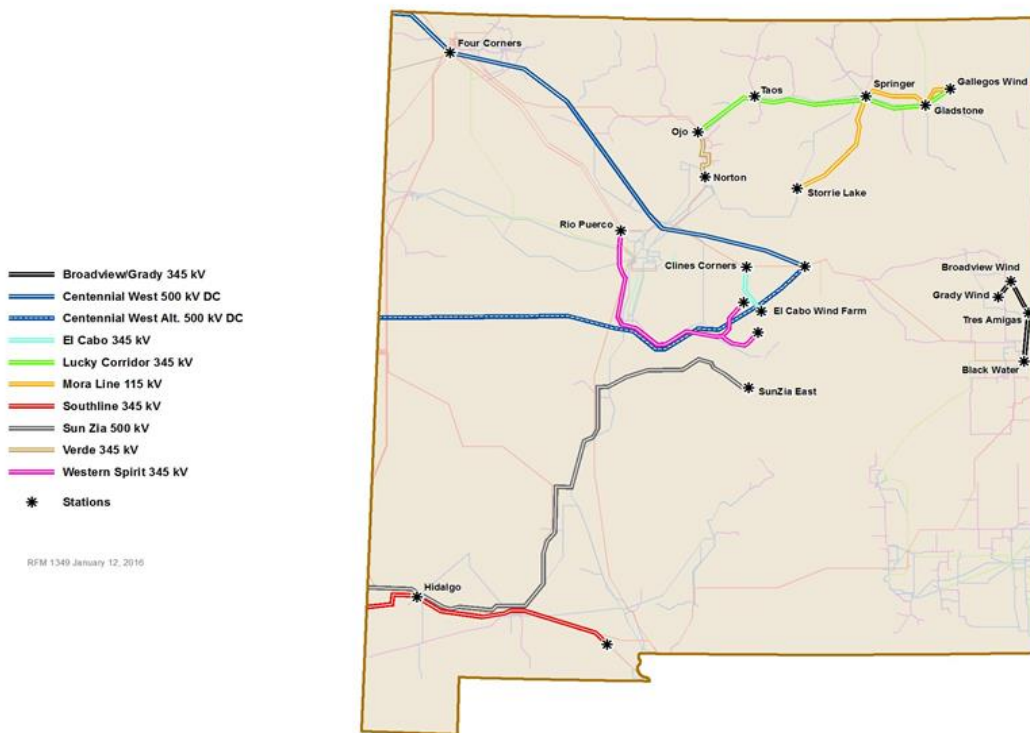 Four Corners
Taos
Springer
Gallegos Wind
Gladstone
Ojo
Norton
Storrie Lake
Rio Puerco
Clines Corners
El Cabo Wind Farm
Broadview Wind
Grady Wind
Tres Amigas
Black Water
SunZia East
Hidalgo
Broadview/Grady 345 kV
Centennial West 500 kV DC
Centennial West Alt. 500 kV DC
El Cabo 345 kV
Lucky Corridor 345 kV
Mora Line 115 kV
Southline 345 kV
Sun Zia 500 kV
Verde 345 kV
Western Spirit 345 kV
Stations
RFM 1349 January 12, 2016